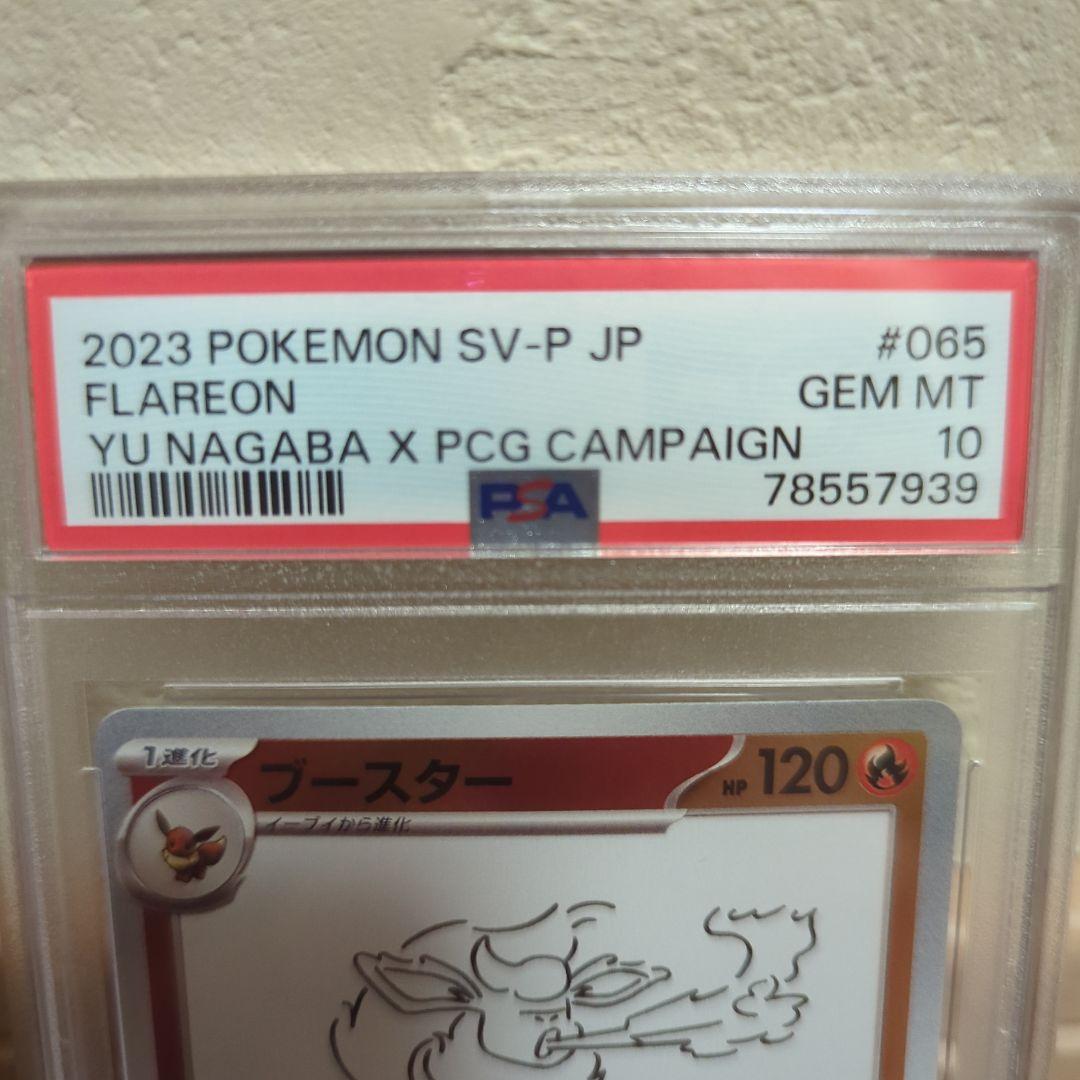 2023 POKEMON SV-P JP #065
FLAREON GEM MT
YU NAGABA X PCG CAMPAIGN 10
PSA 78557939
1進化
ブースター HP 120
イーブイから進化